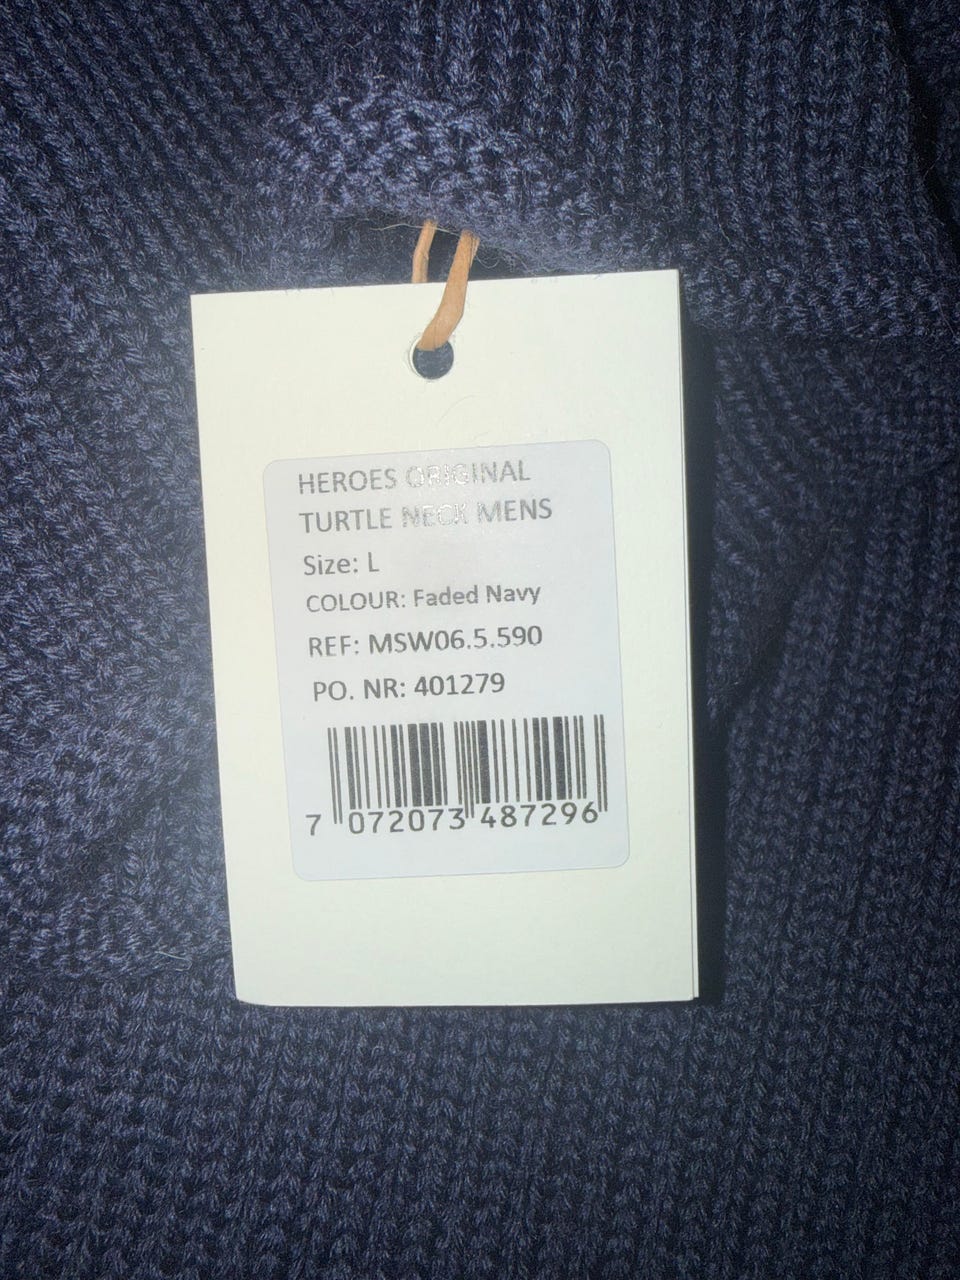 HEROES ORIGINAL
TURTLE NECK MENS
Size: L
COLOUR: Faded Navy
REF: MSW06.5.590
PO. NR: 401279
7 072073 487296